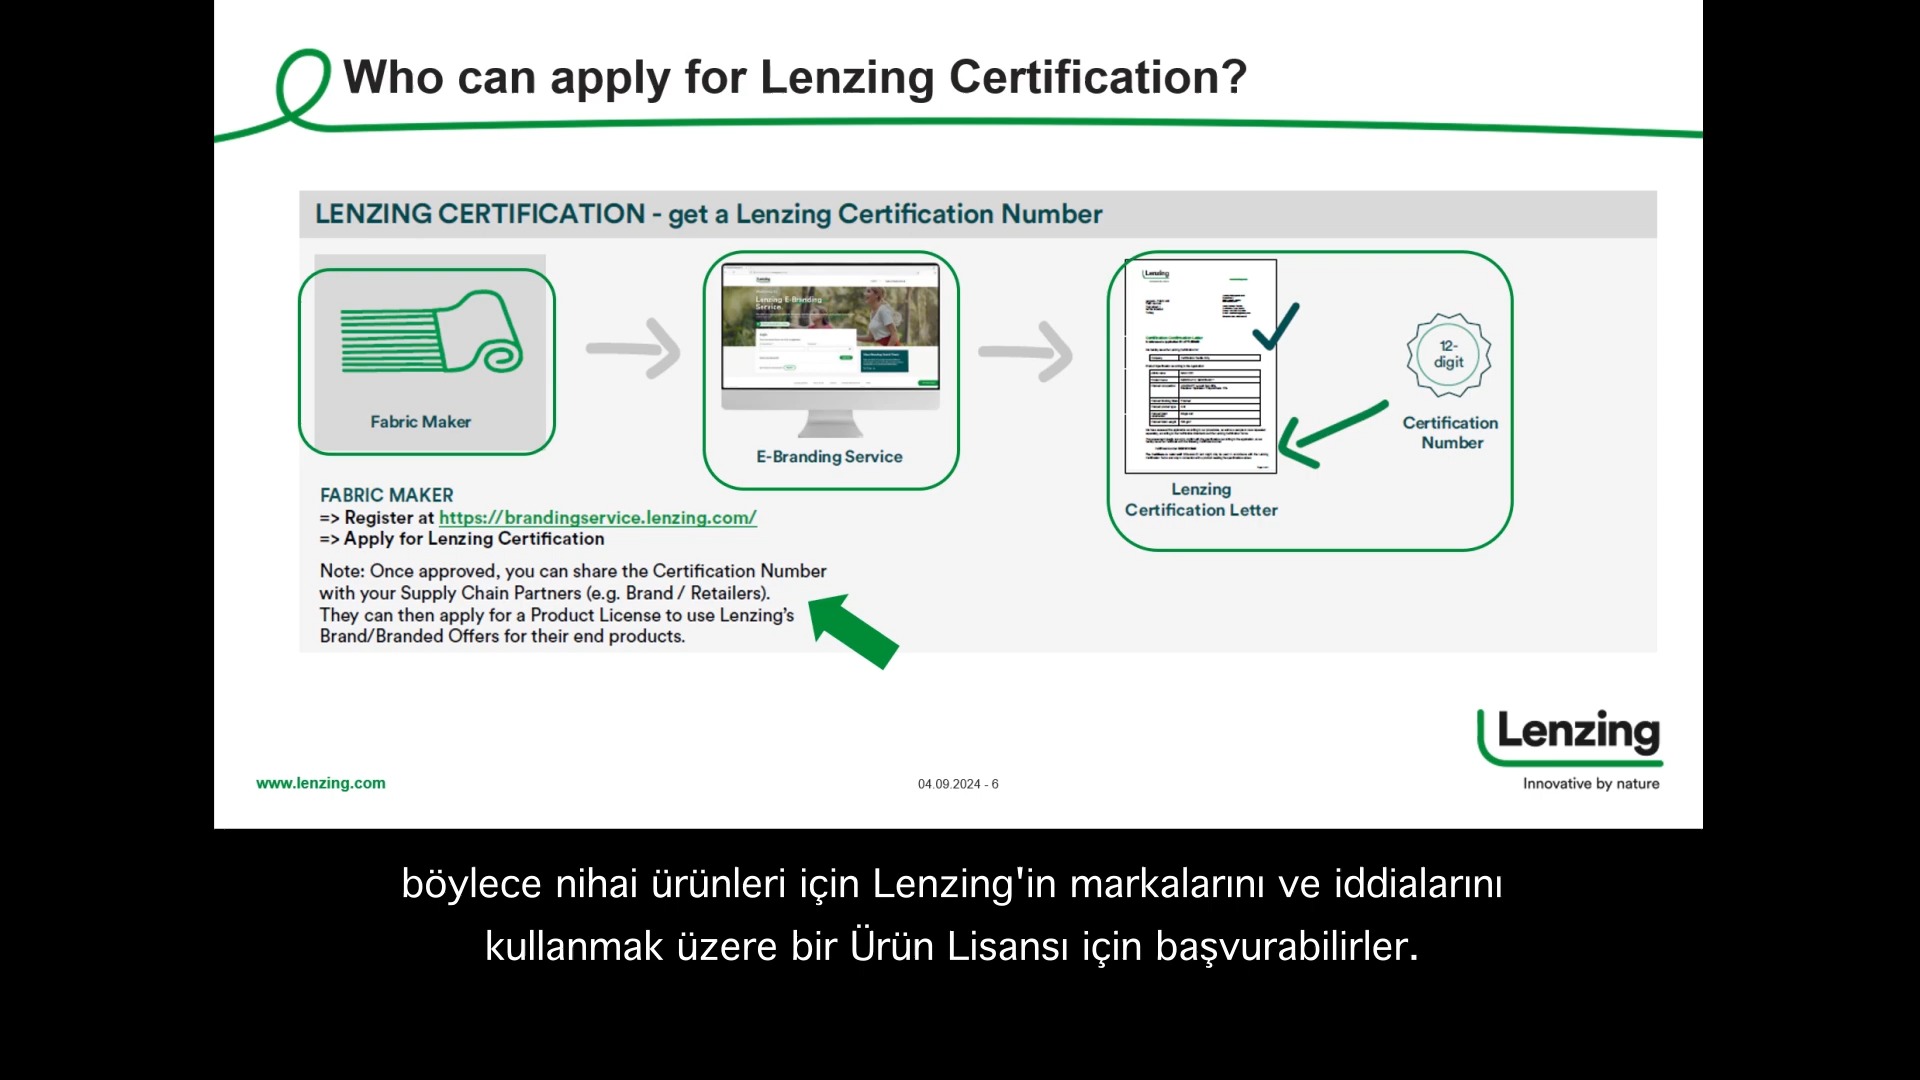 Who can apply for Lenzing Certification?
LENZING CERTIFICATION - get a Lenzing Certification Number
Fabric Maker
Lenzing E-Branding
Service
E-Branding Service
Lenzing
Lenzing
Certification Letter
12-
digit
Certification
Number
FABRIC MAKER
=> Register at https://brandingservice.lenzing.com/
=> Apply for Lenzing Certification
Note: Once approved, you can share the Certification Number
with your Supply Chain Partners (e.g. Brand / Retailers).
They can then apply for a Product License to use Lenzing's
Brand/Branded Offers for their end products.
Lenzing
Innovative by nature
www.lenzing.com
04.09.2024 - 6
böylece nihai ürünleri için Lenzing'in markalarını ve iddialarını
kullanmak üzere bir Ürün Lisansı için başvurabilirler.